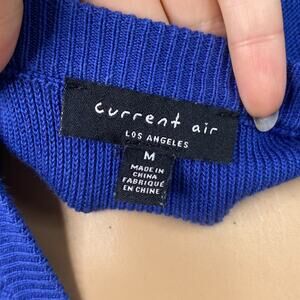 current air
LOS ANGELES
M
MADE IN
CHINA
FABRIQUÉ
EN CHINE